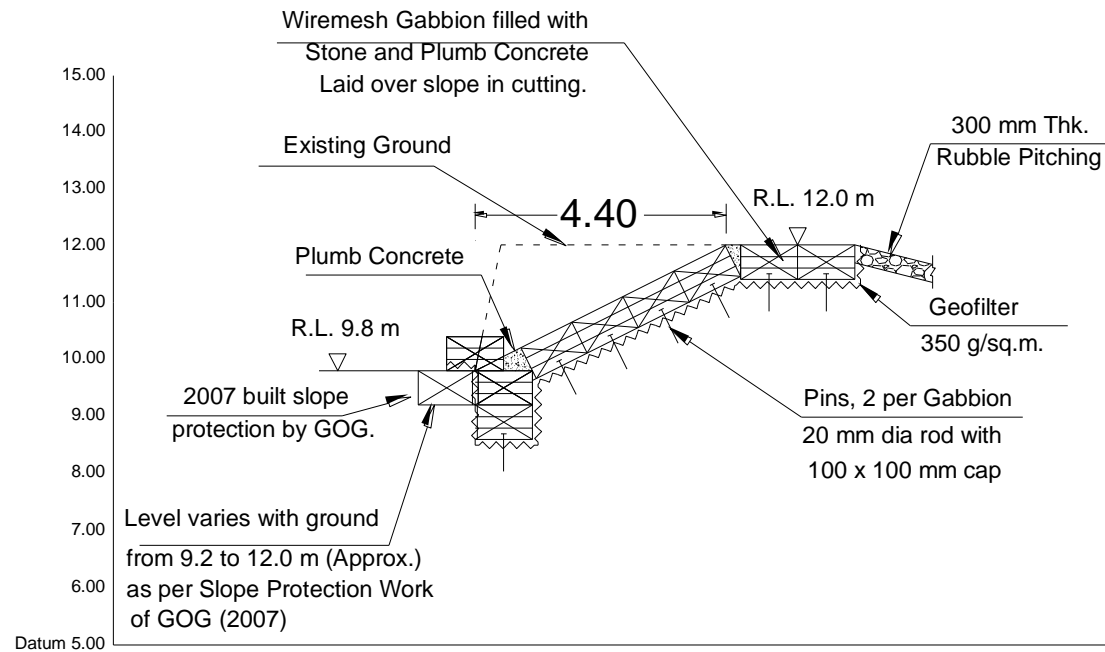 Wiremesh Gabbion filled with
Stone and Plumb Concrete
Laid over slope in cutting.
15.00
14.00
300 mm Thk.
Rubble Pitching
Existing Ground
13.00
R.L. 12.0 m
4.40
12.00
Plumb Concrete
11.00
Geofilter
350 g/sq.m.
R.L. 9.8 m
10.00
2007 built slope
protection by GOG.
Pins, 2 per Gabbion
20 mm dia rod with
100 x 100 mm cap
9.00
8.00
Level varies with ground
from 9.2 to 12.0 m (Approx.)
as per Slope Protection Work
of GOG (2007)
7.00
6.00
Datum 5.00